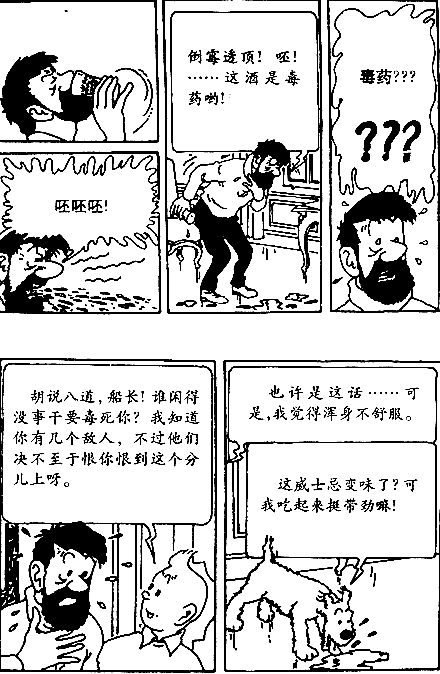 呸呸呸!
倒霉透顶! 呸!
……这酒是毒
药哟!
毒药???
???
胡说八道,船长! 谁闲得
没事干要毒死你? 我知道
你有几个敌人, 不过他们
决不至于恨你恨到这个分
儿上呀。
也许是这话……可
是,我觉得浑身不舒服。
这威士忌变味了? 可
我吃起来挺带劲嘛!